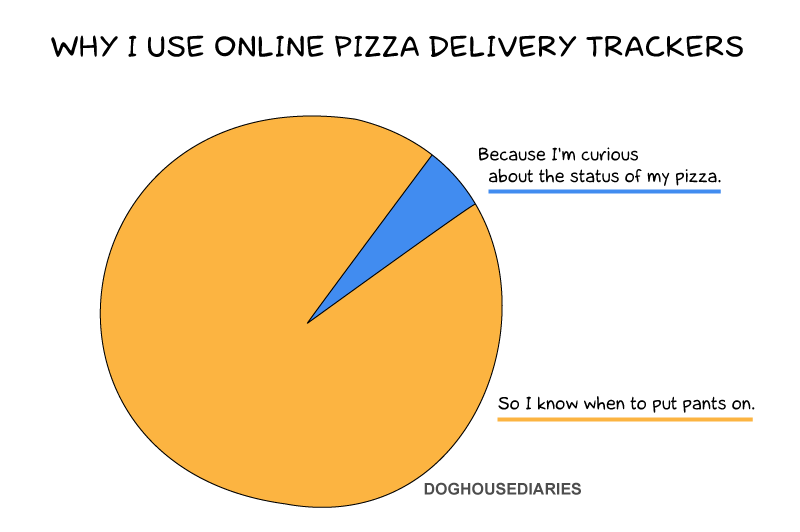 WHY I USE ONLINE PIZZA DELIVERY TRACKERS
Because I'm curious
about the status of my pizza.
So I know when to put pants on.
DOGHOUSEDIARIES